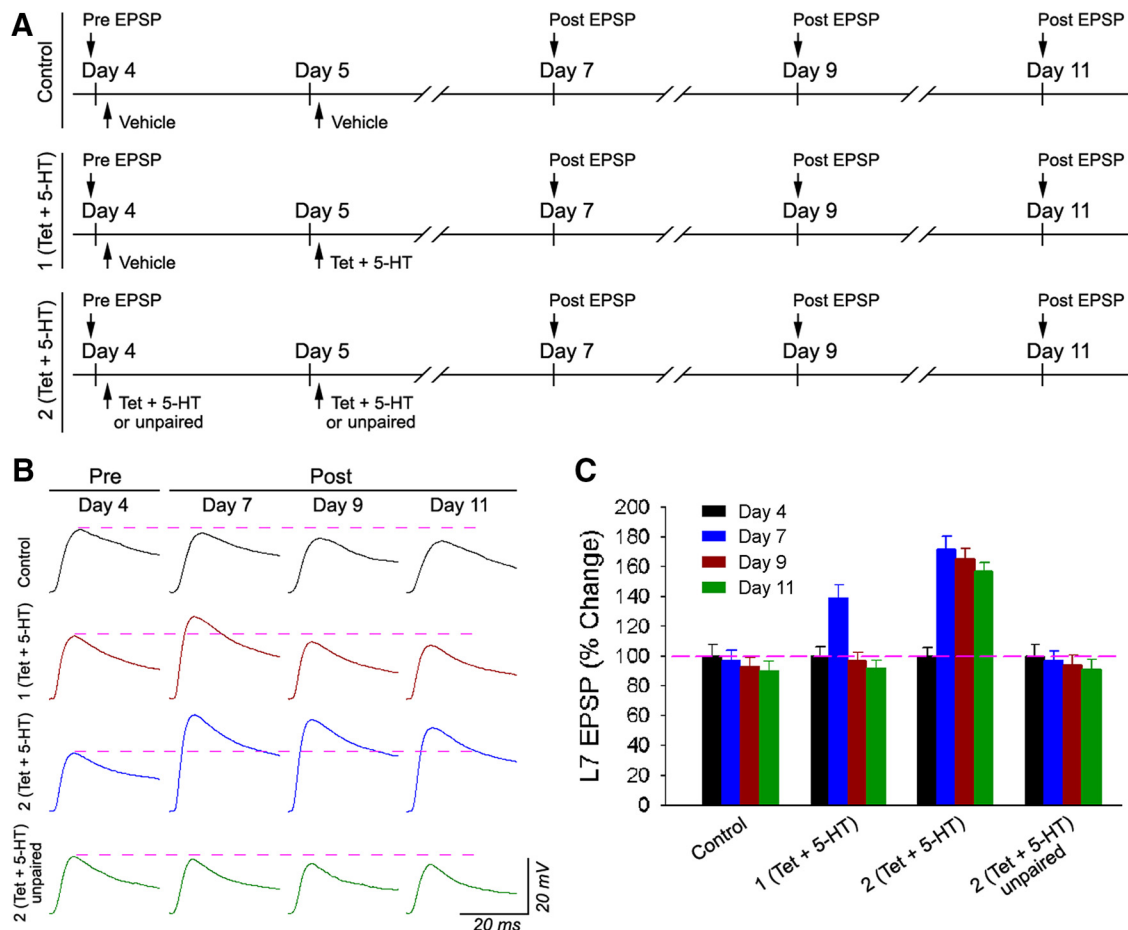 A
Control
Pre EPSP
Post EPSP
Post EPSP
Post EPSP
Day 4
Day 5
Day 7
Day 9
Day 11
Vehicle
Vehicle
1 (Tet + 5-HT)
Pre EPSP
Post EPSP
Post EPSP
Post EPSP
Day 4
Day 5
Day 7
Day 9
Day 11
Vehicle
Tet + 5-HT
2 (Tet + 5-HT)
Pre EPSP
Post EPSP
Post EPSP
Post EPSP
Day 4
Day 5
Day 7
Day 9
Day 11
Tet + 5-HT
or unpaired
Tet + 5-HT
or unpaired
B
Pre
Post
Day 4
Day 7
Day 9
Day 11
Control
1 (Tet + 5-HT)
2 (Tet + 5-HT)
2 (Tet + 5-HT)
unpaired
20 mV
20 ms
C
L7 EPSP (% Change)
200
180
160
140
120
100
80
60
40
20
0
Day 4
Day 7
Day 9
Day 11
Control
1 (Tet + 5-HT)
2 (Tet + 5-HT)
2 (Tet + 5-HT)
unpaired